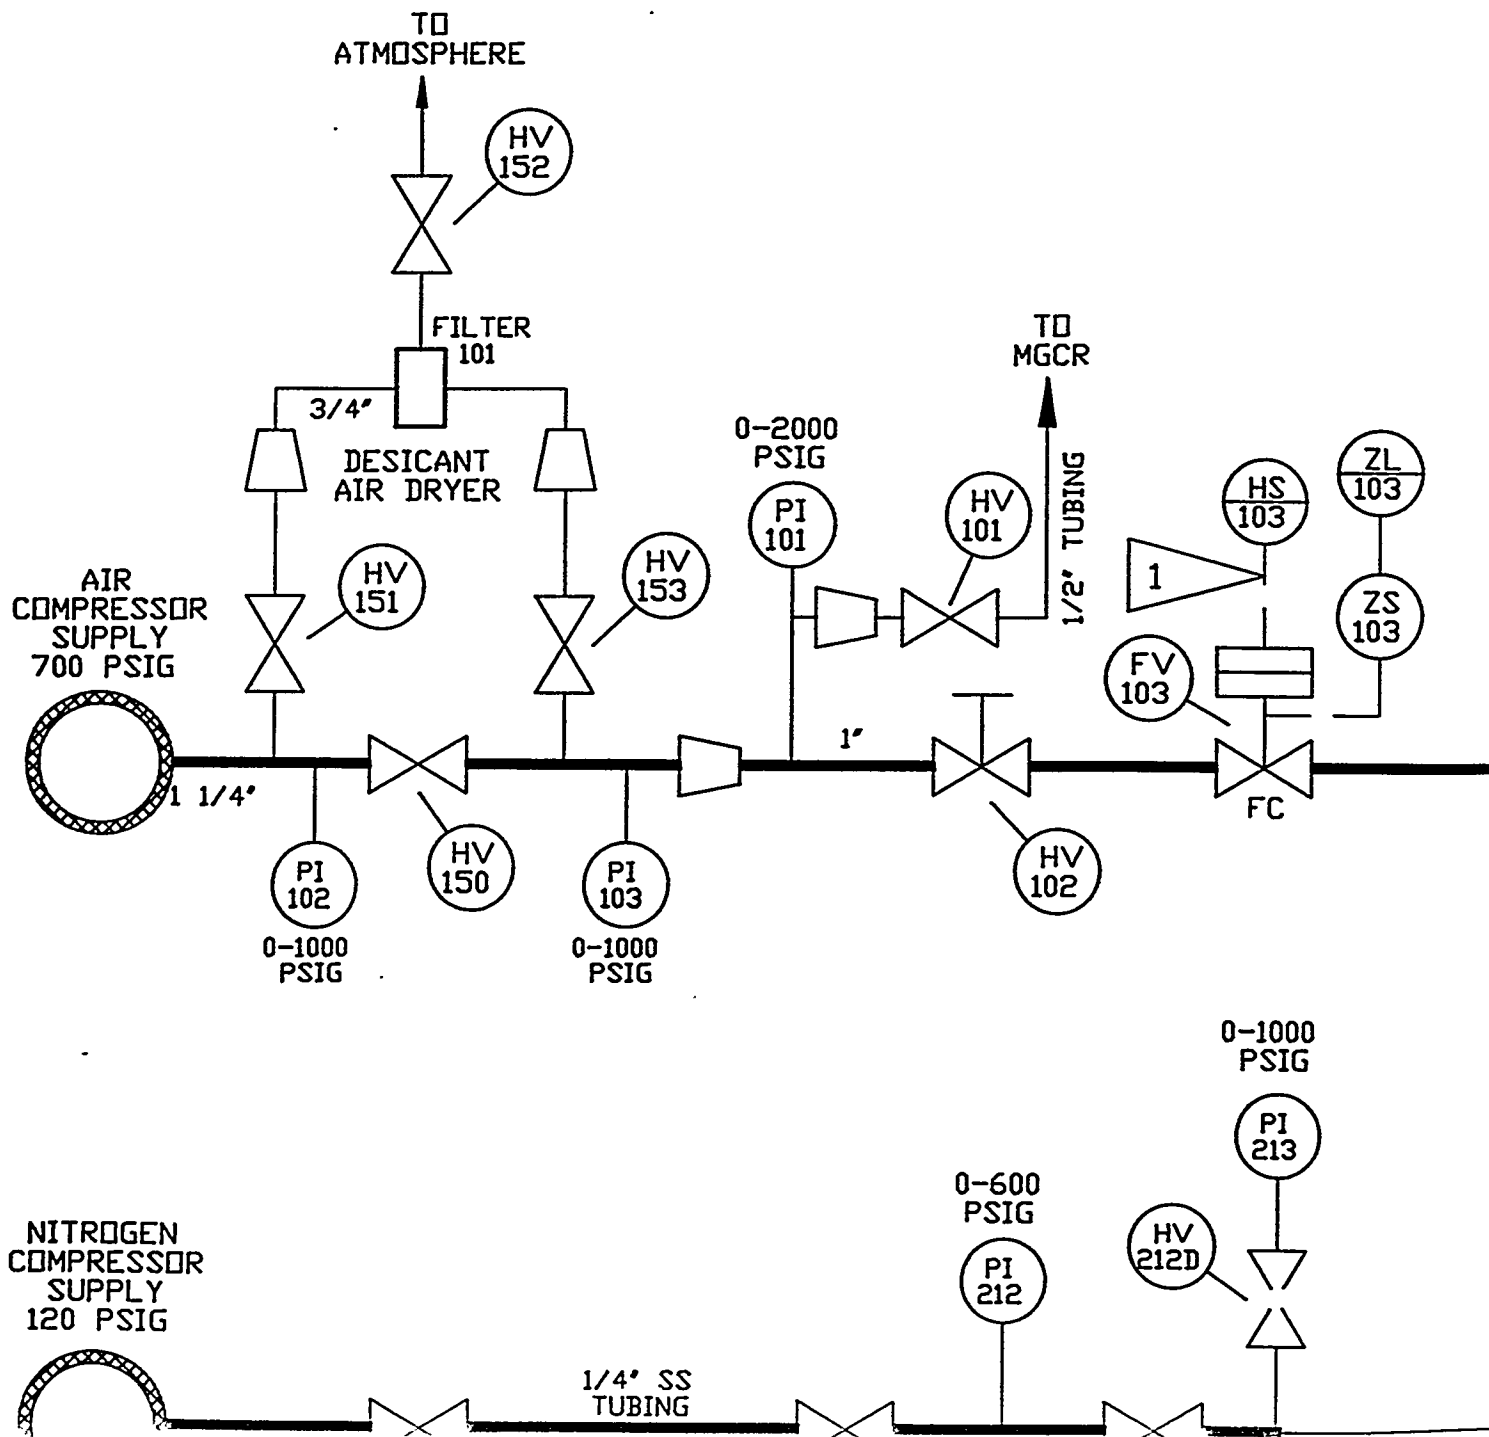 TO
ATMOSPHERE
HV
152
FILTER
101
3/4"
DESICANT
AIR DRYER
TO
MGCR
0-2000
PSIG
1/2" TUBING
PI
101
HV
101
HS
103
ZL
103
1
ZS
103
FV
103
FC
AIR
COMPRESSOR
SUPPLY
700 PSIG
HV
151
HV
153
1"
1 1/4"
PI
102
0-1000
PSIG
HV
150
PI
103
0-1000
PSIG
HV
102
0-1000
PSIG
PI
213
0-600
PSIG
PI
212
HV
212D
NITROGEN
COMPRESSOR
SUPPLY
120 PSIG
1/4" SS
TUBING